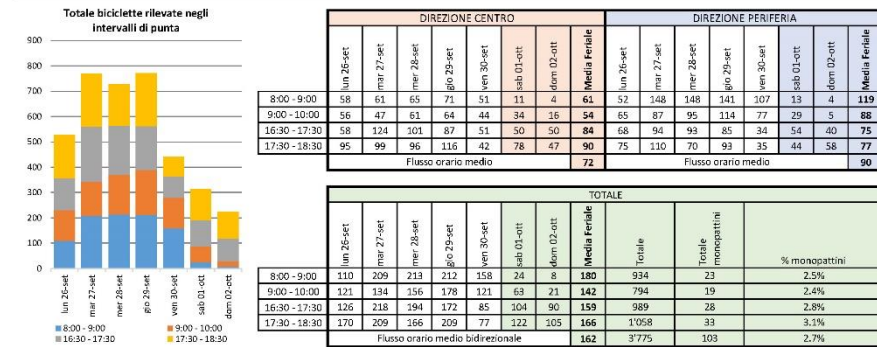 Totale biciclette rilevate negli
intervalli di punta
900
800
700
600
500
400
300
200
100
0
lun 26-set mar 27-set mer 28-set gio 29-set ven 30-set sab 01-ott dom 02-ott
8:00 - 9:00 9:00 - 10:00
16:30 - 17:30 17:30 - 18:30
DIREZIONE CENTRO DIREZIONE PERIFERIA
lun 26-set mar 27-set mer 28-set gio 29-set ven 30-set sab 01-ott dom 02-ott Media Feriale lun 26-set mar 27-set mer 28-set gio 29-set ven 30-set sab 01-ott dom 02-ott Media Feriale
8:00 - 9:00 58 61 65 71 51 11 4 61 52 148 148 141 107 13 4 119
9:00 - 10:00 56 47 61 64 44 34 16 54 65 87 95 114 77 29 5 88
16:30 - 17:30 58 124 101 87 51 50 50 84 68 94 93 85 34 54 40 75
17:30 - 18:30 95 99 96 116 42 78 47 90 75 110 70 93 35 44 58 77
Flusso orario medio 72 Flusso orario medio 90
TOTALE
lun 26-set mar 27-set mer 28-set gio 29-set ven 30-set sab 01-ott dom 02-ott Media Feriale Totale Totale monopattini % monopattini
8:00 - 9:00 110 209 213 212 158 24 8 180 934 23 2.5%
9:00 - 10:00 121 134 156 178 121 63 21 142 794 19 2.4%
16:30 - 17:30 126 218 194 172 85 104 90 159 989 28 2.8%
17:30 - 18:30 170 209 166 209 77 122 105 166 1'058 33 3.1%
Flusso orario medio bidirezionale 162 3'775 103 2.7%